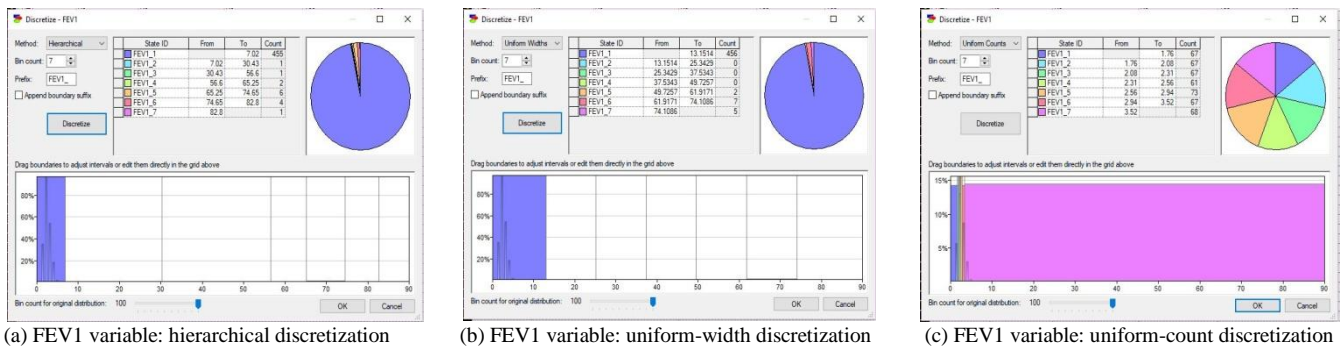 Discretize - FEV1
Method: Hierarchical
Bin count: 7
Prefix: FEV1_
Append boundary suffix
Discretize
State ID From To Count
FEV1_1 7.02 455
FEV1_2 7.02 30.43 1
FEV1_3 30.43 56.6 1
FEV1_4 56.6 65.25 2
FEV1_5 65.25 74.65 6
FEV1_6 74.65 82.8 4
FEV1_7 82.8 1
Drag boundaries to adjust intervals or edit them directly in the grid above
80%
60%
40%
20%
0 10 20 30 40 50 60 70 80 90
Bin count for original distribution: 100
OK Cancel
(a) FEV1 variable: hierarchical discretization
Discretize - FEV1
Method: Uniform Widths
Bin count: 7
Prefix: FEV1_
Append boundary suffix
Discretize
State ID From To Count
FEV1_1 13.1514 456
FEV1_2 13.1514 25.3429 0
FEV1_3 25.3429 37.5343 0
FEV1_4 37.5343 49.7257 0
FEV1_5 49.7257 61.9171 2
FEV1_6 61.9171 74.1086 7
FEV1_7 74.1086 5
Drag boundaries to adjust intervals or edit them directly in the grid above
80%
60%
40%
20%
0 10 20 30 40 50 60 70 80 90
Bin count for original distribution: 100
OK Cancel
(b) FEV1 variable: uniform-width discretization
Discretize - FEV1
Method: Uniform Counts
Bin count: 7
Prefix: FEV1_
Append boundary suffix
Discretize
State ID From To Count
FEV1_1 1.76 67
FEV1_2 1.76 2.08 67
FEV1_3 2.08 2.31 67
FEV1_4 2.31 2.56 61
FEV1_5 2.56 2.94 73
FEV1_6 2.94 3.52 67
FEV1_7 3.52 68
Drag boundaries to adjust intervals or edit them directly in the grid above
15%
10%
5%
0 10 20 30 40 50 60 70 80 90
Bin count for original distribution: 100
OK Cancel
(c) FEV1 variable: uniform-count discretization